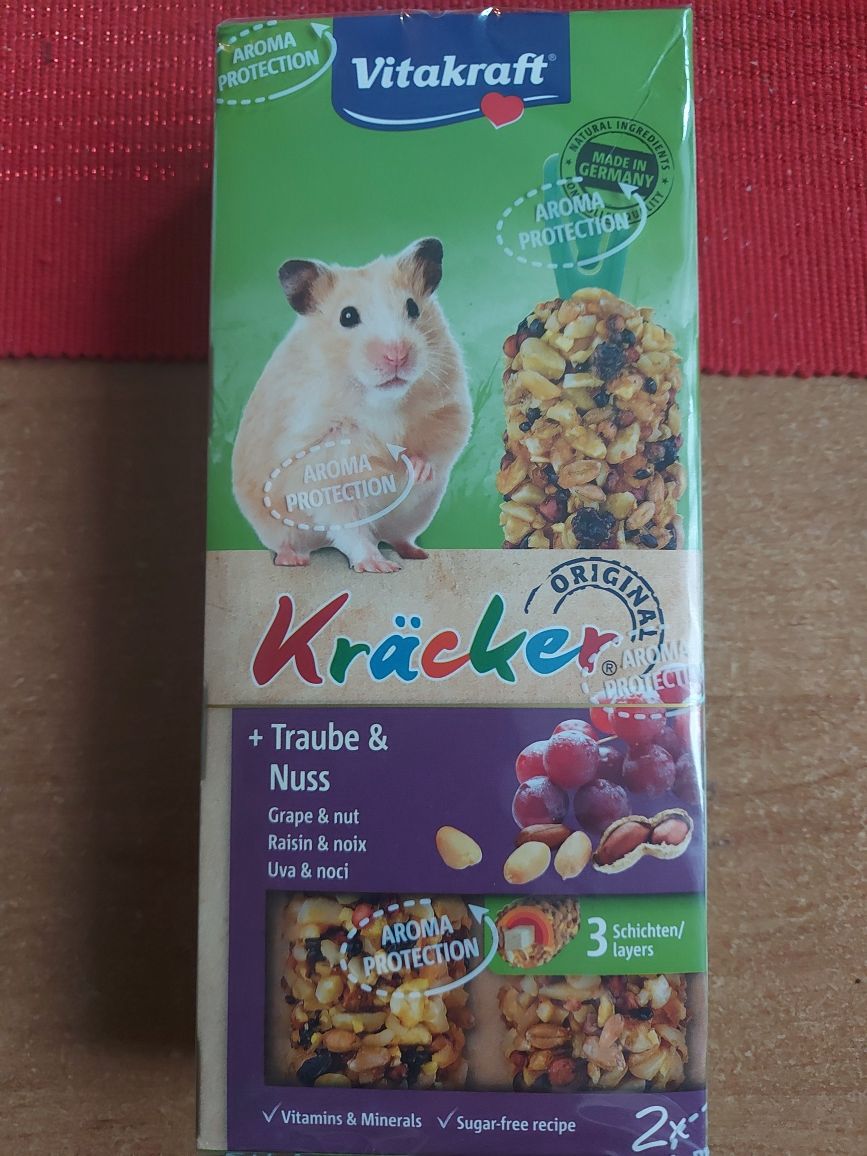 AROMA
PROTECTION
Vitakraft®
NATURAL INGREDIENTS
MADE IN
GERMANY
AROMA
PROTECTION
AROMA
PROTECTION
ORIGINAL
Kräcker®
AROMA
PROTECTI
+ Traube &
Nuss
Grape & nut
Raisin & noix
Uva & noci
AROMA
PROTECTION
3 Schichten/
layers
✓ Vitamins & Minerals ✓ Sugar-free recipe
2x